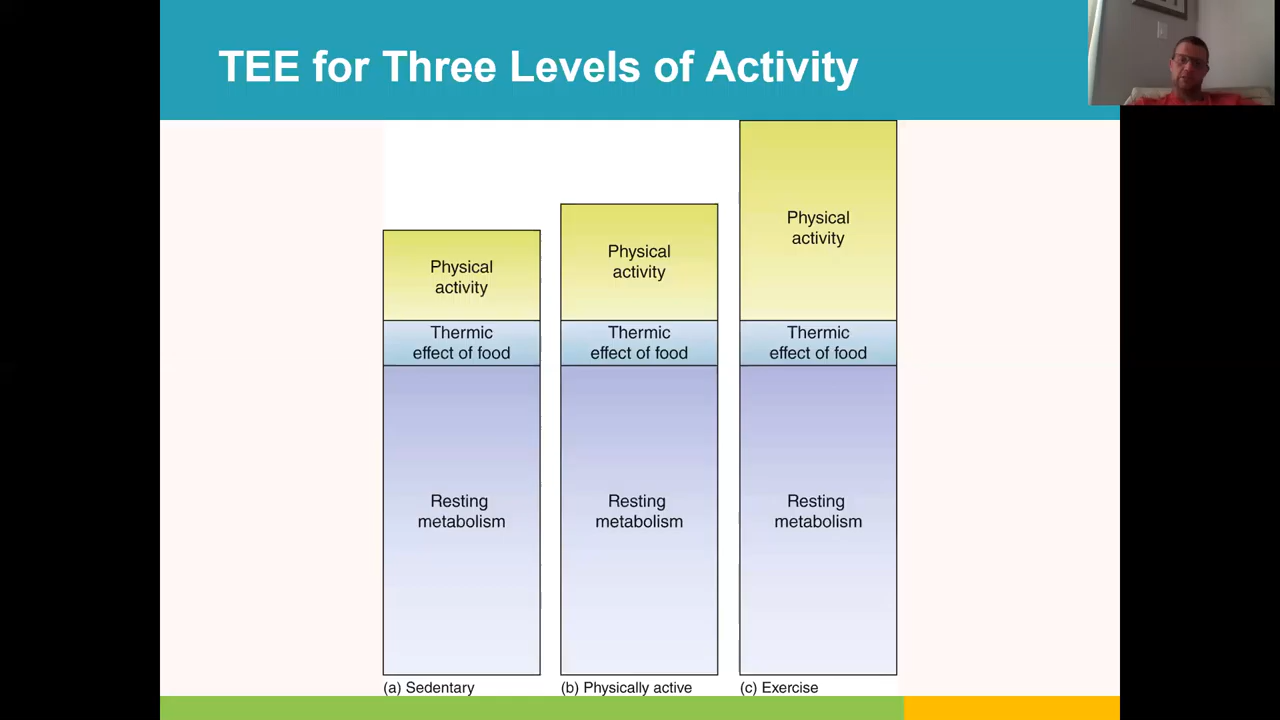 TEE for Three Levels of Activity
Physical
activity
Thermic
effect of food
Resting
metabolism
(a) Sedentary
Physical
activity
Thermic
effect of food
Resting
metabolism
(b) Physically active
Physical
activity
Thermic
effect of food
Resting
metabolism
(c) Exercise